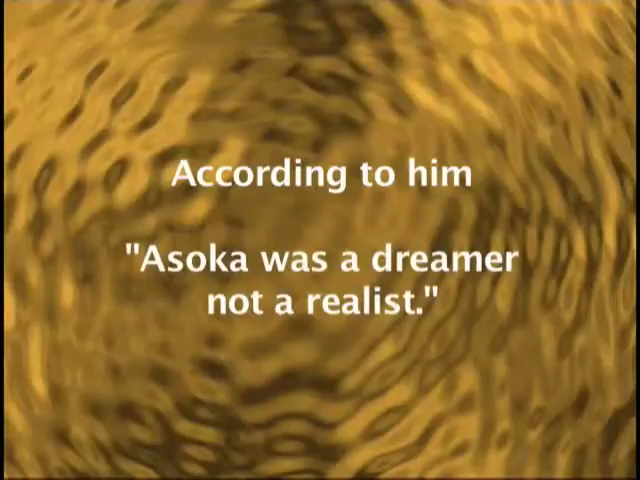 According to him
"Asoka was a dreamer
not a realist."